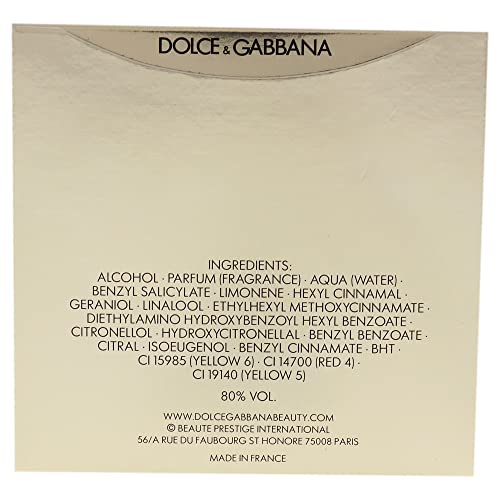 DOLCE & GABBANA
INGREDIENTS:
ALCOHOL · PARFUM (FRAGRANCE) · AQUA (WATER) ·
BENZYL SALICYLATE · LIMONENE · HEXYL CINNAMAL ·
GERANIOL · LINALOOL · ETHYLHEXYL METHOXYCINNAMATE ·
DIETHYLAMINO HYDROXYBENZOYL HEXYL BENZOATE ·
CITRONELLOL · HYDROXYCITRONELLAL · BENZYL BENZOATE ·
CITRAL · ISOEUGENOL · BENZYL CINNAMATE · BHT ·
CI 15985 (YELLOW 6) · CI 14700 (RED 4) ·
CI 19140 (YELLOW 5)
80% VOL.
WWW.DOLCEGABBANABEAUTY.COM
© BEAUTE PRESTIGE INTERNATIONAL
56/A RUE DU FAUBOURG ST HONORE 75008 PARIS
MADE IN FRANCE